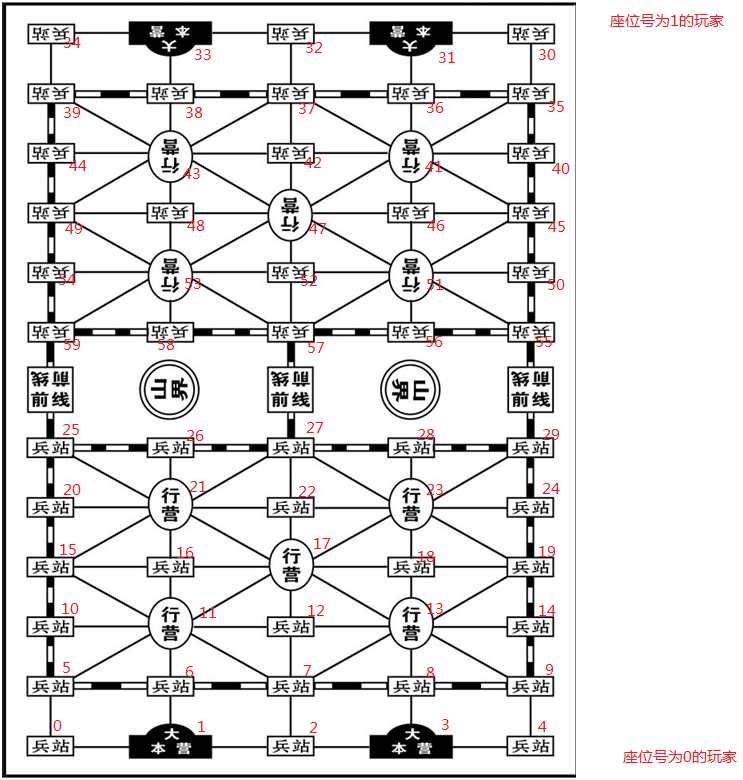 座位号为1的玩家
兵站 本营 兵站 本营 兵站
大 大
34 33 32 31 30
兵站 兵站 兵站 兵站 兵站
39 38 37 36 35
兵站 行营 兵站 行营 兵站
44 43 42 41 40
兵站 兵站 行营 兵站 兵站
49 48 47 46 45
兵站 行营 兵站 行营 兵站
54 53 52 51 50
兵站 兵站 兵站 兵站 兵站
59 58 57 56 55
前线 前线 前线
山界 山界
前线 前线 前线
25 26 27 28 29
兵站 兵站 兵站 兵站 兵站
20 21 22 23 24
兵站 行营 兵站 行营 兵站
15 16 17 18 19
兵站 兵站 行营 兵站 兵站
10 11 12 13 14
兵站 行营 兵站 行营 兵站
5 6 7 8 9
兵站 兵站 兵站 兵站 兵站
0 1 2 3 4
大 大
兵站 本营 兵站 本营 兵站
座位号为0的玩家